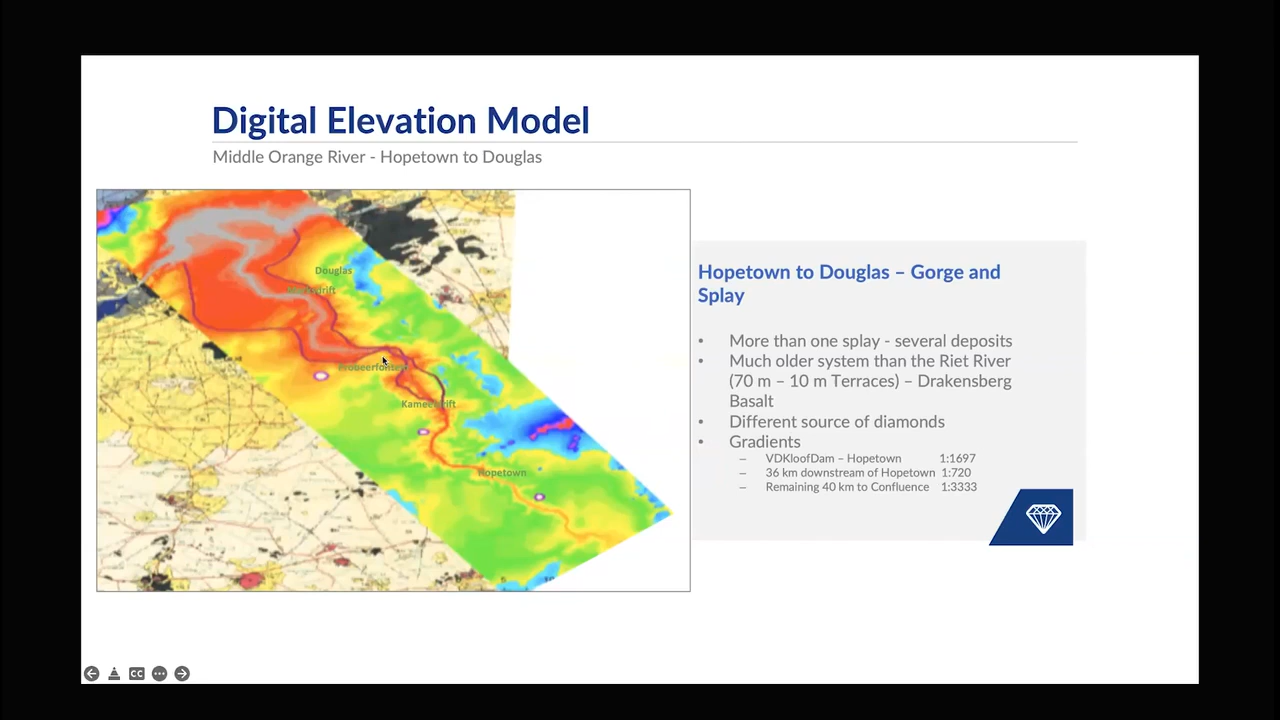 Digital Elevation Model
Middle Orange River - Hopetown to Douglas
Douglas
Kameeldrift
Hopetown
Hopetown to Douglas – Gorge and
Splay
• More than one splay - several deposits
• Much older system than the Riet River
(70 m – 10 m Terraces) – Drakensberg
Basalt
• Different source of diamonds
• Gradients
– VDKloofDam – Hopetown 1:1697
– 36 km downstream of Hopetown 1:720
– Remaining 40 km to Confluence 1:3333
CC